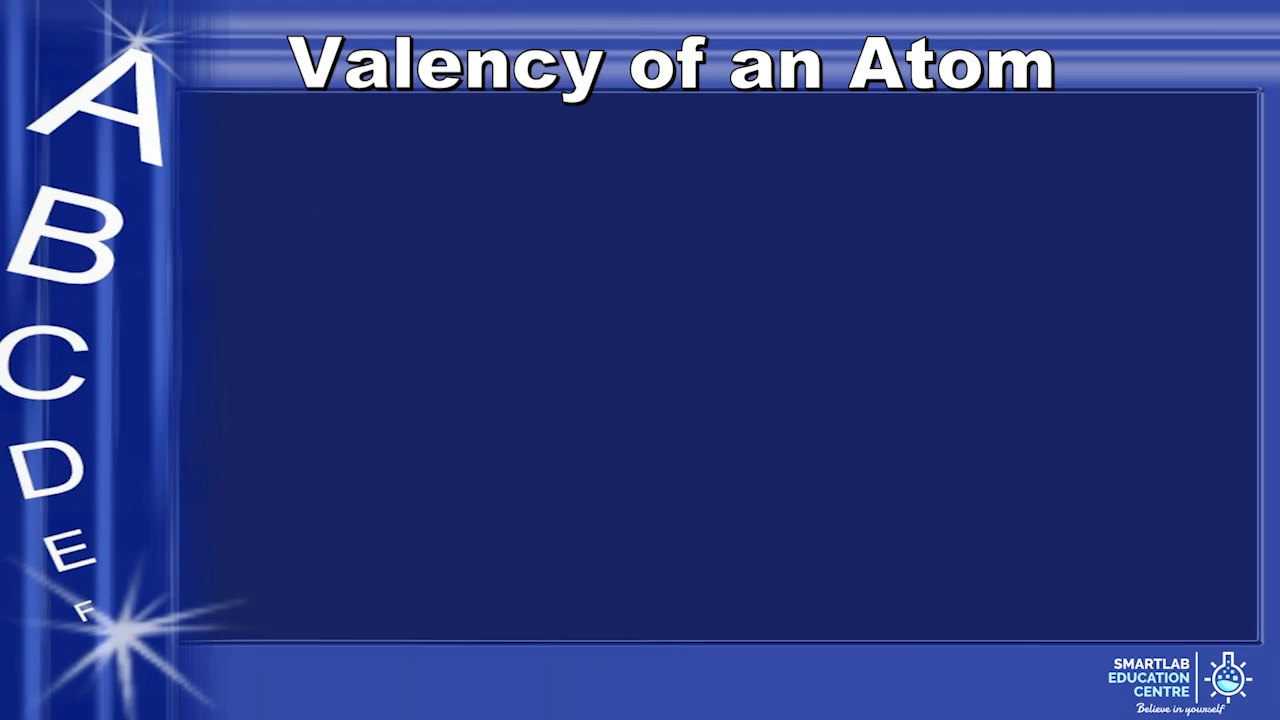 Valency of an Atom
A
B
C
D
E
F
SMARTLAB
EDUCATION
CENTRE
Believe in yourself